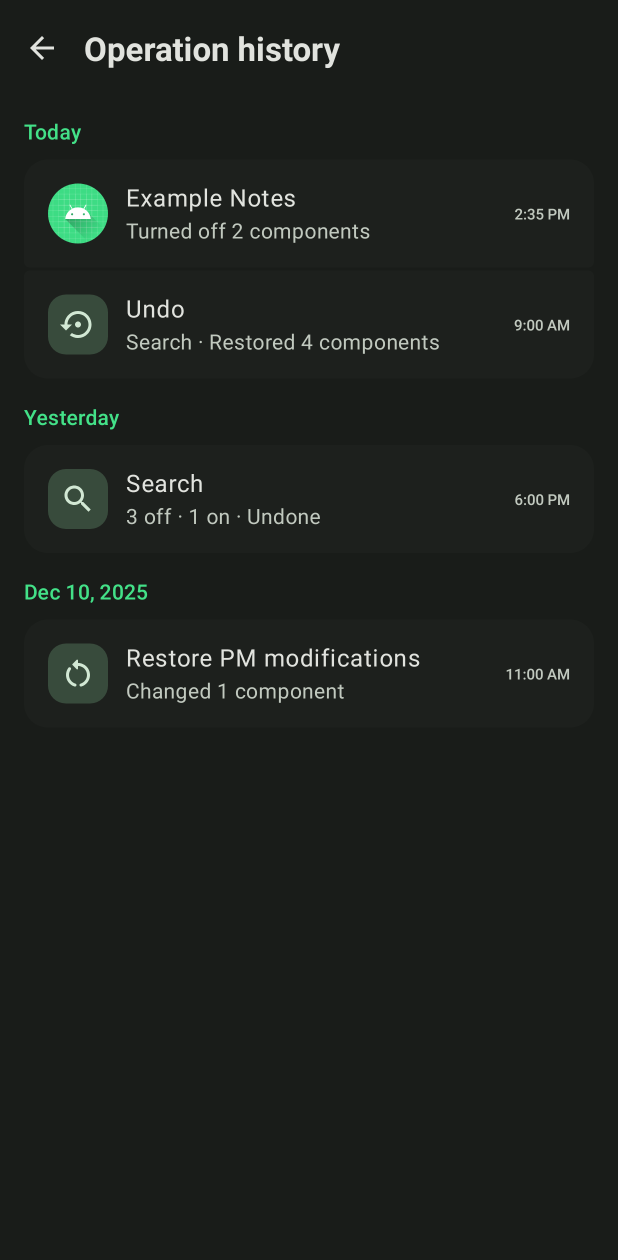 Operation history
Today
Example Notes
Turned off 2 components
2:35 PM
Undo
Search · Restored 4 components
9:00 AM
Yesterday
Search
3 off · 1 on · Undone
6:00 PM
Dec 10, 2025
Restore PM modifications
Changed 1 component
11:00 AM